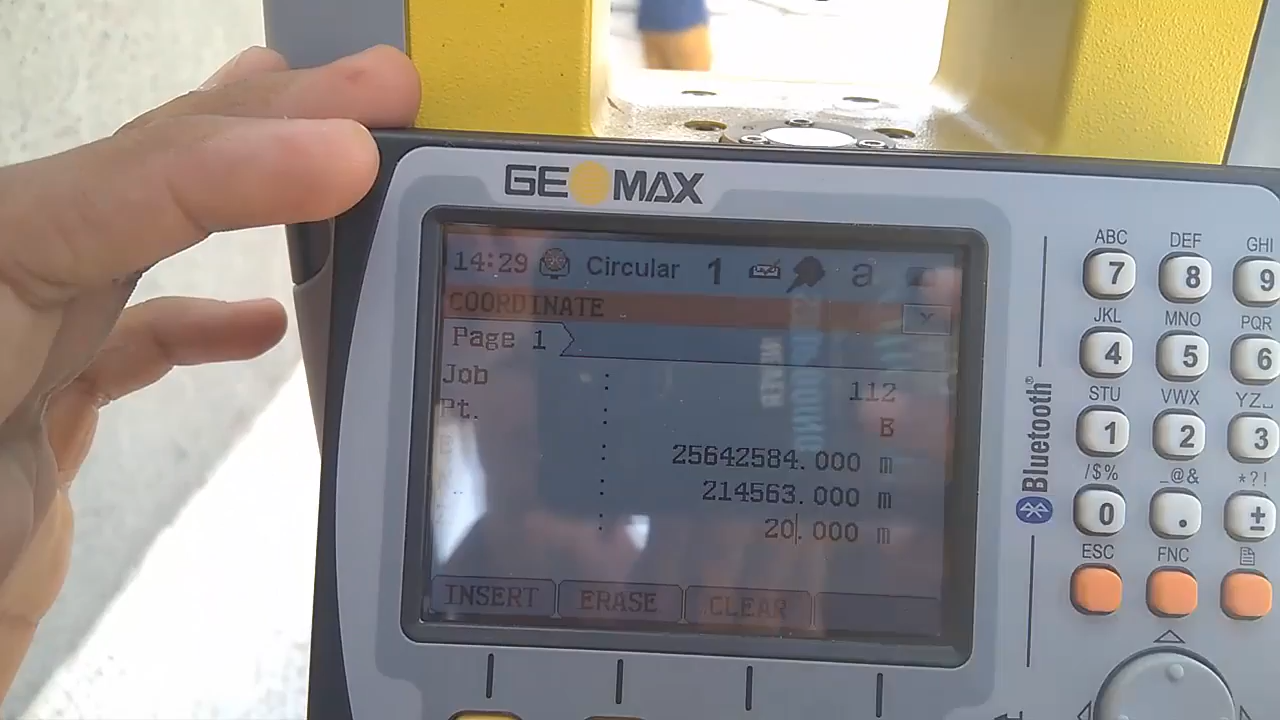 GEOMAX
14:29 Circular 1 a
COORDINATE
Page 1
Job : 112
Pt. : B
E : 25642584.000 m
: 214563.000 m
: 20.000 m
INSERT ERASE CLEAR
Bluetooth®
ABC DEF GHI
7 8 9
JKL MNO PQR
4 5 6
STU VWX YZ_
1 2 3
/$% _@& *?!
0 . ±
ESC FNC